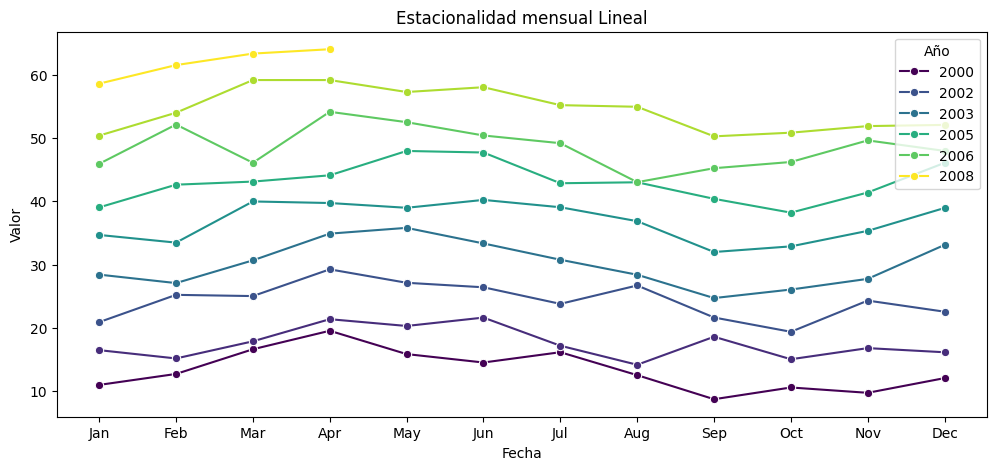 Estacionalidad mensual Lineal
Año
2000
2002
2003
2005
2006
2008
Valor
60
50
40
30
20
10
Jan Feb Mar Apr May Jun Jul Aug Sep Oct Nov Dec
Fecha